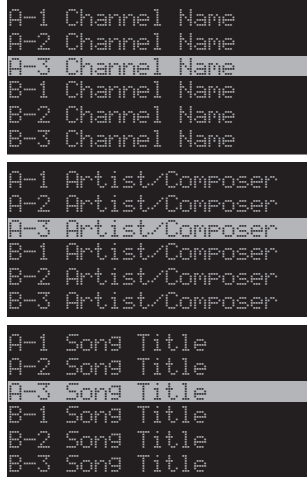 A-1 Channel Name
A-2 Channel Name
A-3 Channel Name
B-1 Channel Name
B-2 Channel Name
B-3 Channel Name
A-1 Artist/Composer
A-2 Artist/Composer
A-3 Artist/Composer
B-1 Artist/Composer
B-2 Artist/Composer
B-3 Artist/Composer
A-1 Song Title
A-2 Song Title
A-3 Song Title
B-1 Song Title
B-2 Song Title
B-3 Song Title